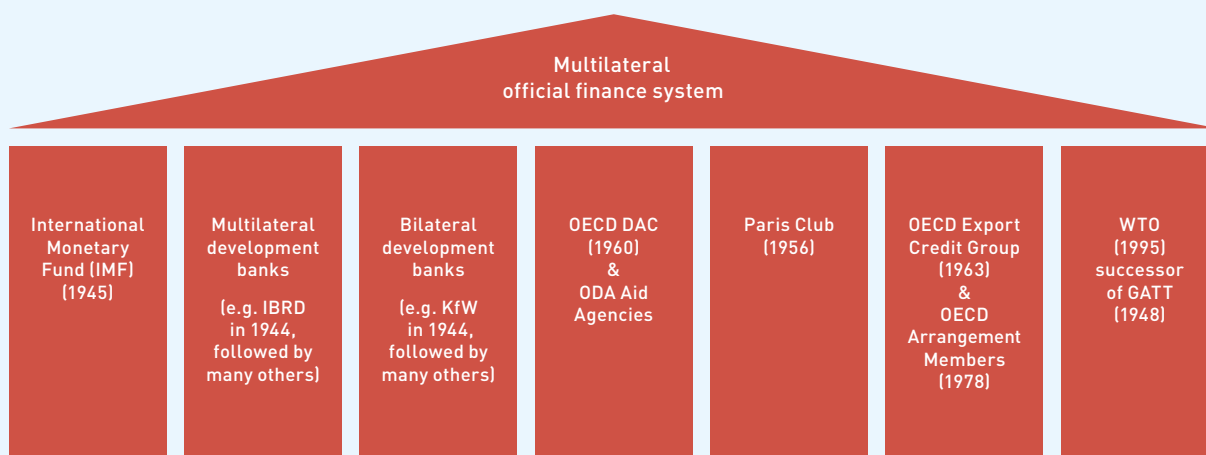 Multilateral
official finance system
International
Monetary
Fund (IMF)
(1945)
Multilateral
development
banks
(e.g. IBRD
in 1944,
followed by
many others)
Bilateral
development
banks
(e.g. KfW
in 1944,
followed by
many others)
OECD DAC
(1960)
&
ODA Aid
Agencies
Paris Club
(1956)
OECD Export
Credit Group
(1963)
&
OECD
Arrangement
Members
(1978)
WTO
(1995)
successor
of GATT
(1948)